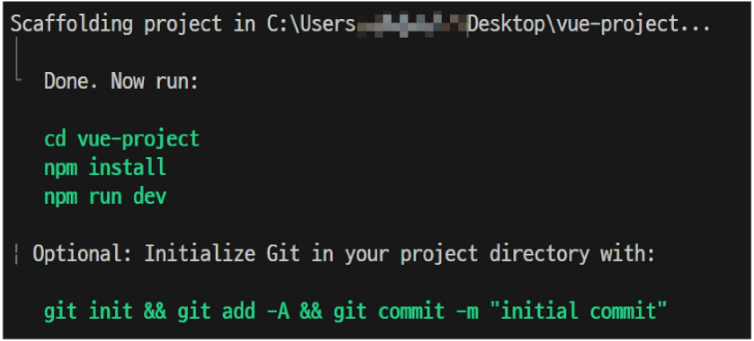 Scaffolding project in C:\Users Desktop\vue-project...
Done. Now run:
cd vue-project
npm install
npm run dev
Optional: Initialize Git in your project directory with:
git init && git add -A && git commit -m "initial commit"